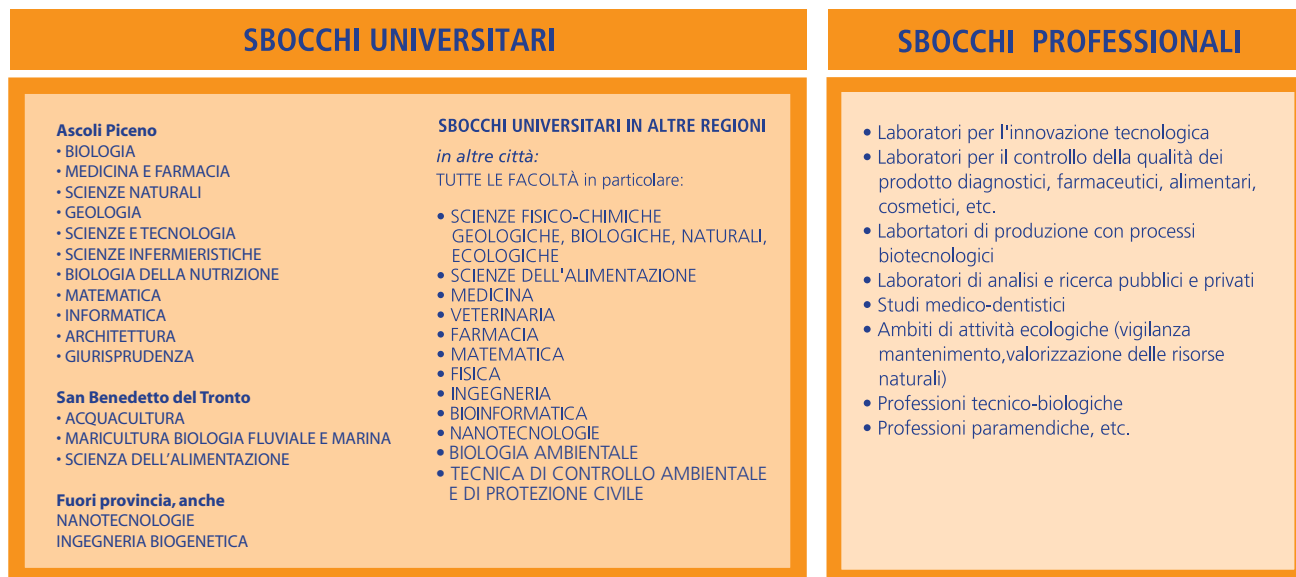 SBOCCHI UNIVERSITARI
Ascoli Piceno
• BIOLOGIA
• MEDICINA E FARMACIA
• SCIENZE NATURALI
• GEOLOGIA
• SCIENZE E TECNOLOGIA
• SCIENZE INFERMIERISTICHE
• BIOLOGIA DELLA NUTRIZIONE
• MATEMATICA
• INFORMATICA
• ARCHITETTURA
• GIURISPRUDENZA
San Benedetto del Tronto
• ACQUACULTURA
• MARICULTURA BIOLOGIA FLUVIALE E MARINA
• SCIENZA DELL'ALIMENTAZIONE
Fuori provincia, anche
NANOTECNOLOGIE
INGEGNERIA BIOGENETICA
SBOCCHI UNIVERSITARI IN ALTRE REGIONI
in altre città:
TUTTE LE FACOLTÀ in particolare:
• SCIENZE FISICO-CHIMICHE
GEOLOGICHE, BIOLOGICHE, NATURALI,
ECOLOGICHE
• SCIENZE DELL'ALIMENTAZIONE
• MEDICINA
• VETERINARIA
• FARMACIA
• MATEMATICA
• FISICA
• INGEGNERIA
• BIOINFORMATICA
• NANOTECNOLOGIE
• BIOLOGIA AMBIENTALE
• TECNICA DI CONTROLLO AMBIENTALE
E DI PROTEZIONE CIVILE
SBOCCHI PROFESSIONALI
• Laboratori per l'innovazione tecnologica
• Laboratori per il controllo della qualità dei
prodotto diagnostici, farmaceutici, alimentari,
cosmetici, etc.
• Labortatori di produzione con processi
biotecnologici
• Laboratori di analisi e ricerca pubblici e privati
• Studi medico-dentistici
• Ambiti di attività ecologiche (vigilanza
mantenimento,valorizzazione delle risorse
naturali)
• Professioni tecnico-biologiche
• Professioni paramendiche, etc.